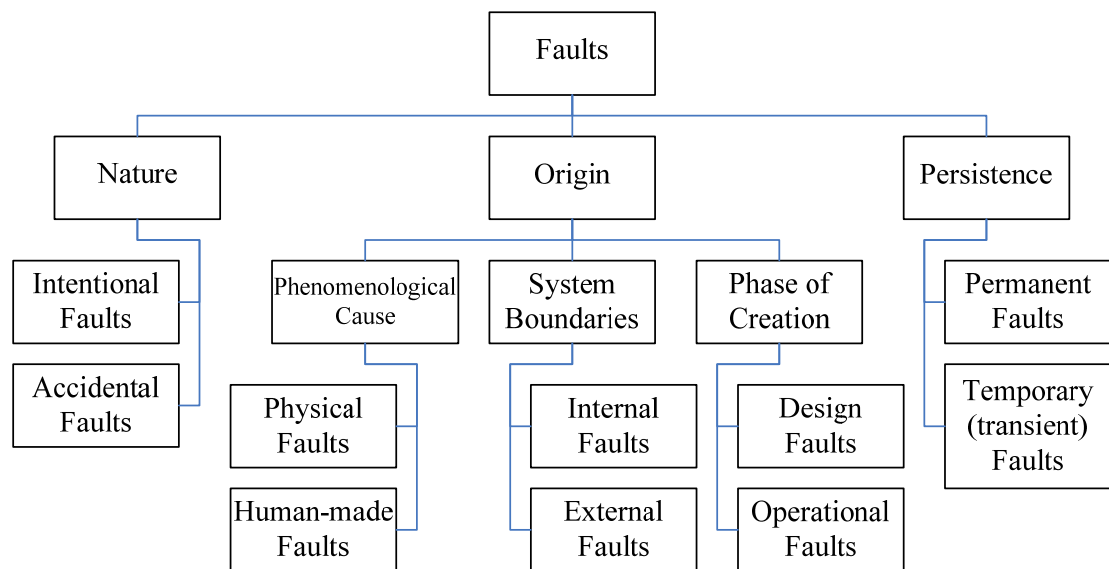 Faults
Nature
Origin
Persistence
Intentional
Faults
Accidental
Faults
Phenomenological
Cause
System
Boundaries
Phase of
Creation
Physical
Faults
Human-made
Faults
Internal
Faults
External
Faults
Design
Faults
Operational
Faults
Permanent
Faults
Temporary
(transient)
Faults